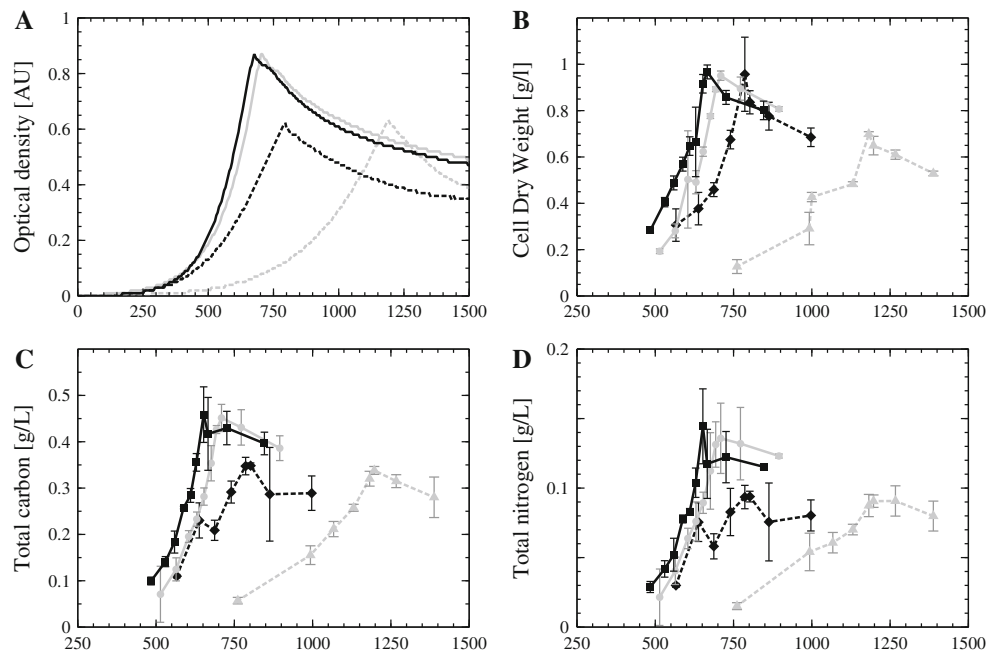 A
Optical density [AU]
1
0.8
0.6
0.4
0.2
0
0 250 500 750 1000 1250 1500
B
Cell Dry Weight [g/l]
1
0.8
0.6
0.4
0.2
0
250 500 750 1000 1250 1500
C
Total carbon [g/L]
0.5
0.4
0.3
0.2
0.1
0
250 500 750 1000 1250 1500
D
Total nitrogen [g/L]
0.2
0.1
0
250 500 750 1000 1250 1500